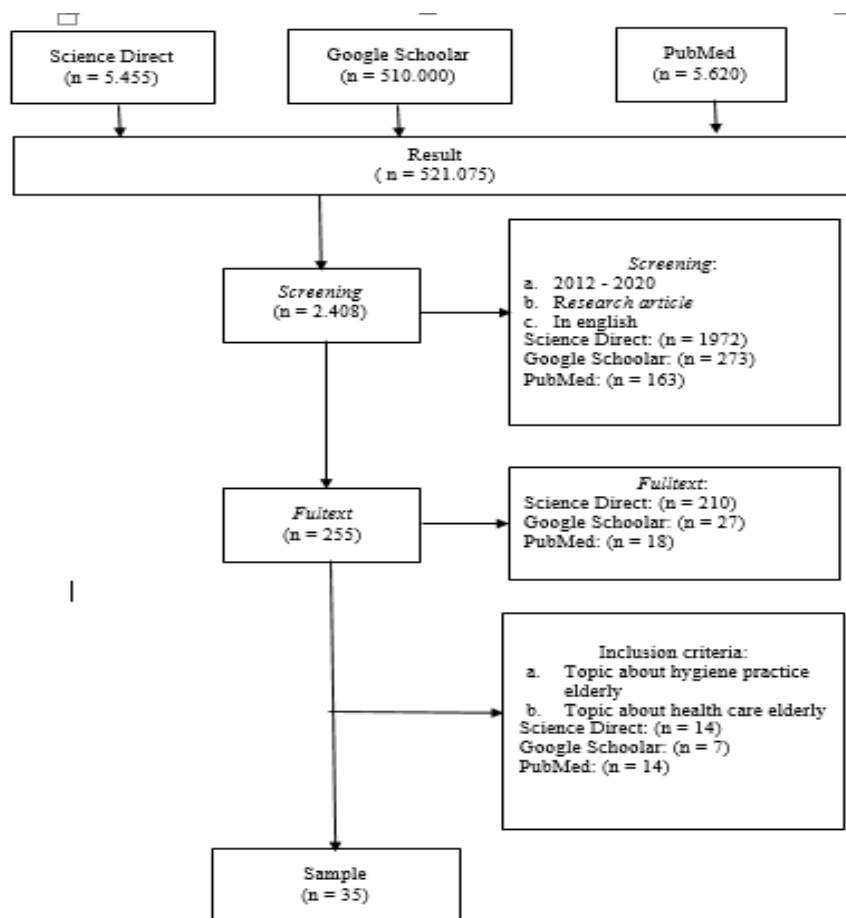 Science Direct
(n = 5.455)
Google Schoolar
(n = 510.000)
PubMed
(n = 5.620)
Result
( n = 521.075)
Screening
(n = 2.408)
Screening:
a. 2012 - 2020
b. Research article
c. In english
Science Direct: (n = 1972)
Google Schoolar: (n = 273)
PubMed: (n = 163)
Fultext
(n = 255)
Fulltext:
Science Direct: (n = 210)
Google Schoolar: (n = 27)
PubMed: (n = 18)
Inclusion criteria:
a. Topic about hygiene practice
elderly
b. Topic about health care elderly
Science Direct: (n = 14)
Google Schoolar: (n = 7)
PubMed: (n = 14)
Sample
(n = 35)